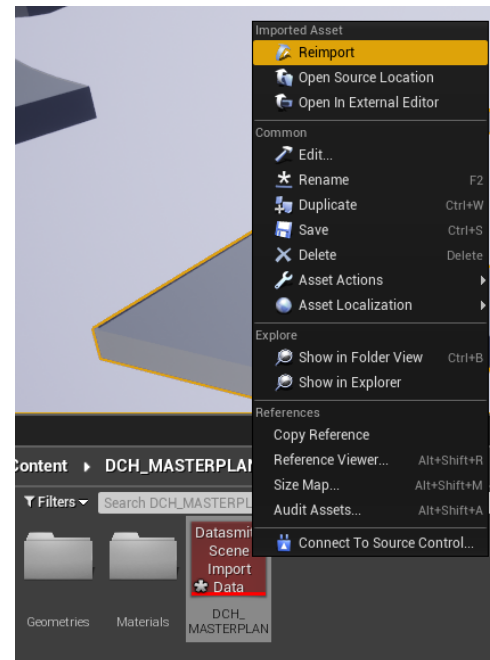 Imported Asset
Reimport
Open Source Location
Open In External Editor
Common
Edit...
Rename F2
Duplicate Ctrl+W
Save Ctrl+S
Delete Delete
Asset Actions
Asset Localization
Explore
Show in Folder View Ctrl+B
Show in Explorer
References
Copy Reference
Reference Viewer... Alt+Shift+R
Size Map... Alt+Shift+M
Audit Assets... Alt+Shift+A
Connect To Source Control...
Content DCH_MASTERPLAN
Filters Search DCH_MASTERPL
Datasmit
Scene
Import
Data
Geometries Materials DCH_
MASTERPLAN